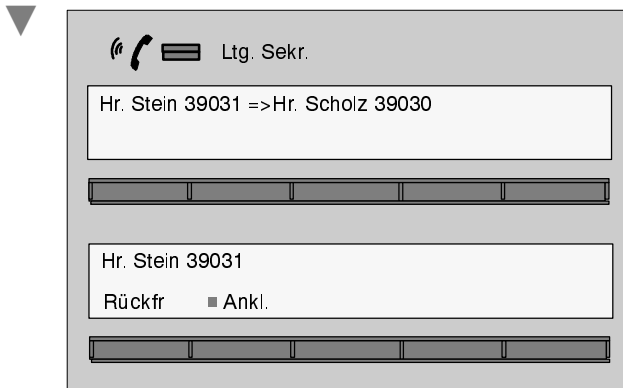 Ltg. Sekr.
Hr. Stein 39031 =>Hr. Scholz 39030
Hr. Stein 39031
Rückfr Ankl.